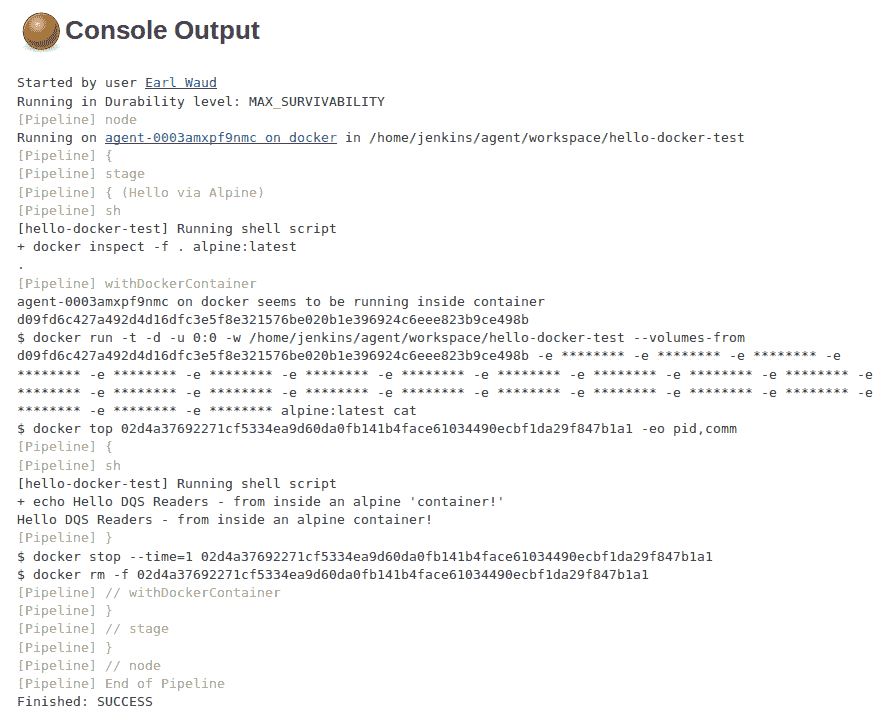 Console Output
Started by user Earl Waud
Running in Durability level: MAX_SURVIVABILITY
[Pipeline] node
Running on agent-0003amxpf9nmc on docker in /home/jenkins/agent/workspace/hello-docker-test
[Pipeline] {
[Pipeline] stage
[Pipeline] { (Hello via Alpine)
[Pipeline] sh
[hello-docker-test] Running shell script
+ docker inspect -f . alpine:latest
.
[Pipeline] withDockerContainer
agent-0003amxpf9nmc on docker seems to be running inside container
d09fd6c427a492d4d16dfc3e5f8e321576be020b1e396924c6eee823b9ce498b
$ docker run -t -d -u 0:0 -w /home/jenkins/agent/workspace/hello-docker-test --volumes-from
d09fd6c427a492d4d16dfc3e5f8e321576be020b1e396924c6eee823b9ce498b -e ******** -e ******** -e ******** -e
******** -e ******** -e ******** -e ******** -e ******** -e ******** -e ******** -e ******** -e ******** -e
******** -e ******** -e ******** -e ******** -e ******** -e ******** -e ******** -e ******** -e ******** -e
******** -e ******** -e ******** alpine:latest cat
$ docker top 02d4a37692271cf5334ea9d60da0fb141b4face61034490ecbf1da29f847b1a1 -eo pid,comm
[Pipeline] {
[Pipeline] sh
[hello-docker-test] Running shell script
+ echo Hello DQS Readers - from inside an alpine 'container!'
Hello DQS Readers - from inside an alpine container!
[Pipeline] }
$ docker stop --time=1 02d4a37692271cf5334ea9d60da0fb141b4face61034490ecbf1da29f847b1a1
$ docker rm -f 02d4a37692271cf5334ea9d60da0fb141b4face61034490ecbf1da29f847b1a1
[Pipeline] // withDockerContainer
[Pipeline] }
[Pipeline] // stage
[Pipeline] }
[Pipeline] // node
[Pipeline] End of Pipeline
Finished: SUCCESS